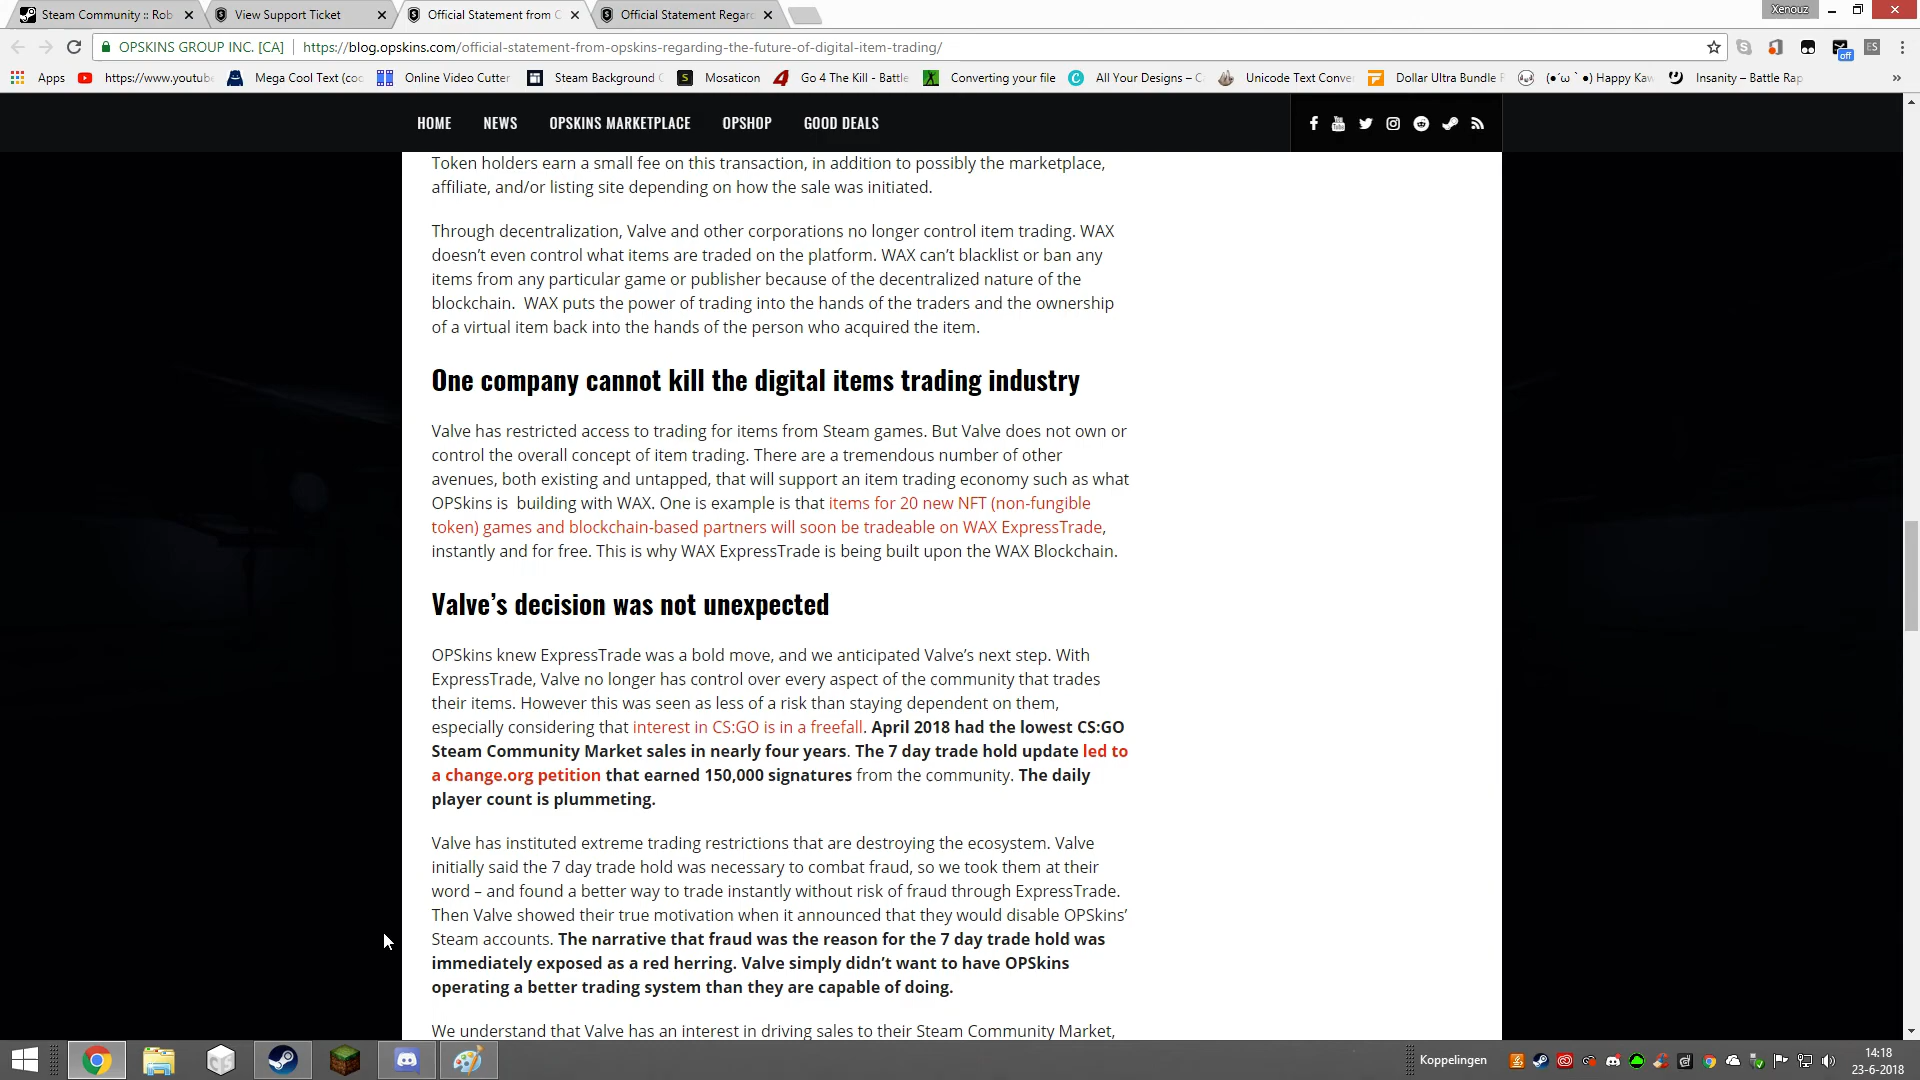 Steam Community :: Rob
View Support Ticket
Official Statement from O
Official Statement Regard
Xenouz
OPSKINS GROUP INC. [CA]
https://blog.opskins.com/official-statement-from-opskins-regarding-the-future-of-digital-item-trading/
off
ES
Apps
https://www.youtube
Mega Cool Text (coo
Online Video Cutter
Steam Background
Mosaticon
Go 4 The Kill - Battle
Converting your file
All Your Designs –
Unicode Text Conve
Dollar Ultra Bundle
(●´ω｀●) Happy Kaw
Insanity – Battle Rap
»
HOME
NEWS
OPSKINS MARKETPLACE
OPSHOP
GOOD DEALS
Token holders earn a small fee on this transaction, in addition to possibly the marketplace,
affiliate, and/or listing site depending on how the sale was initiated.
Through decentralization, Valve and other corporations no longer control item trading. WAX
doesn’t even control what items are traded on the platform. WAX can’t blacklist or ban any
items from any particular game or publisher because of the decentralized nature of the
blockchain.  WAX puts the power of trading into the hands of the traders and the ownership
of a virtual item back into the hands of the person who acquired the item.
One company cannot kill the digital items trading industry
Valve has restricted access to trading for items from Steam games. But Valve does not own or
control the overall concept of item trading. There are a tremendous number of other
avenues, both existing and untapped, that will support an item trading economy such as what
OPSkins is  building with WAX. One is example is that items for 20 new NFT (non-fungible
token) games and blockchain-based partners will soon be tradeable on WAX ExpressTrade,
instantly and for free. This is why WAX ExpressTrade is being built upon the WAX Blockchain.
Valve’s decision was not unexpected
OPSkins knew ExpressTrade was a bold move, and we anticipated Valve’s next step. With
ExpressTrade, Valve no longer has control over every aspect of the community that trades
their items. However this was seen as less of a risk than staying dependent on them,
especially considering that interest in CS:GO is in a freefall. April 2018 had the lowest CS:GO
Steam Community Market sales in nearly four years. The 7 day trade hold update led to
a change.org petition that earned 150,000 signatures from the community. The daily
player count is plummeting.
Valve has instituted extreme trading restrictions that are destroying the ecosystem. Valve
initially said the 7 day trade hold was necessary to combat fraud, so we took them at their
word – and found a better way to trade instantly without risk of fraud through ExpressTrade.
Then Valve showed their true motivation when it announced that they would disable OPSkins’
Steam accounts. The narrative that fraud was the reason for the 7 day trade hold was
immediately exposed as a red herring. Valve simply didn’t want to have OPSkins
operating a better trading system than they are capable of doing.
We understand that Valve has an interest in driving sales to their Steam Community Market,
Koppelingen
14:18
23-6-2018